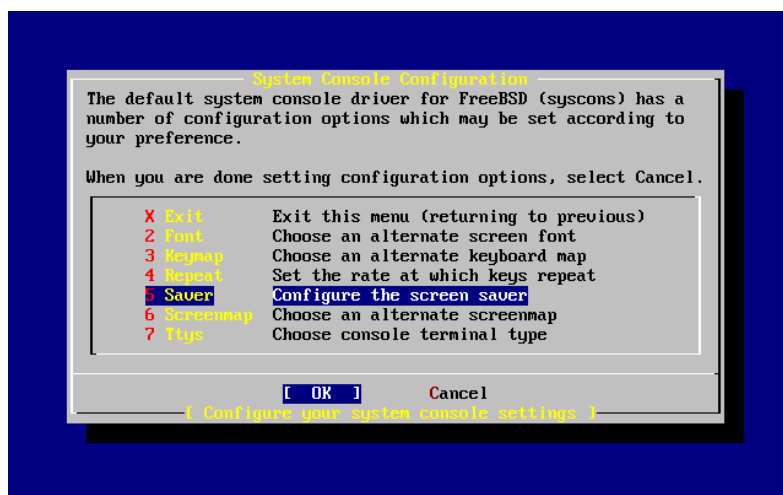 System Console Configuration
The default system console driver for FreeBSD (syscons) has a
number of configuration options which may be set according to
your preference.
When you are done setting configuration options, select Cancel.
X Exit Exit this menu (returning to previous)
2 Font Choose an alternate screen font
3 Keymap Choose an alternate keyboard map
4 Repeat Set the rate at which keys repeat
5 Saver Configure the screen saver
6 Screenmap Choose an alternate screenmap
7 Ttys Choose console terminal type
[ OK ] Cancel
[ Configure your system console settings ]